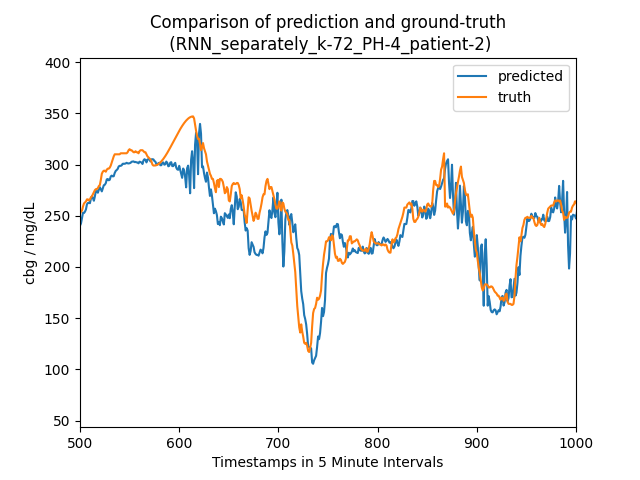 Comparison of prediction and ground-truth
(RNN_separately_k-72_PH-4_patient-2)
predicted
truth
cbg / mg/dL
400
350
300
250
200
150
100
50
500
600
700
800
900
1000
Timestamps in 5 Minute Intervals